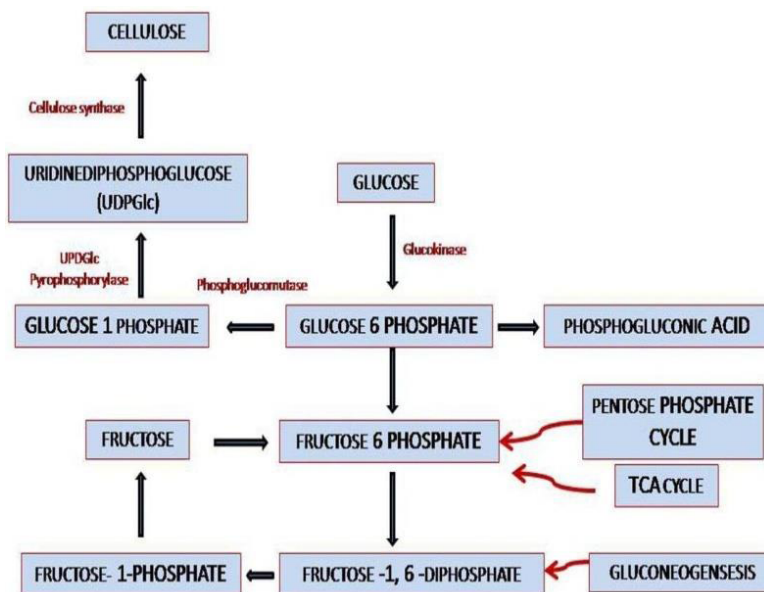 CELLULOSE
Cellulose synthase
URIDINEDIPHOSPHOGLUCOSE
(UDPGlc)
GLUCOSE
Glucokinase
UPDGlc
Pyrophosphorylase
Phosphoglucomutase
GLUCOSE 1 PHOSPHATE
GLUCOSE 6 PHOSPHATE
PHOSPHOGLUCONIC ACID
PENTOSE PHOSPHATE
CYCLE
FRUCTOSE
FRUCTOSE 6 PHOSPHATE
TCA CYCLE
FRUCTOSE- 1-PHOSPHATE
FRUCTOSE -1, 6 -DIPHOSPHATE
GLUCONEOGENSESIS